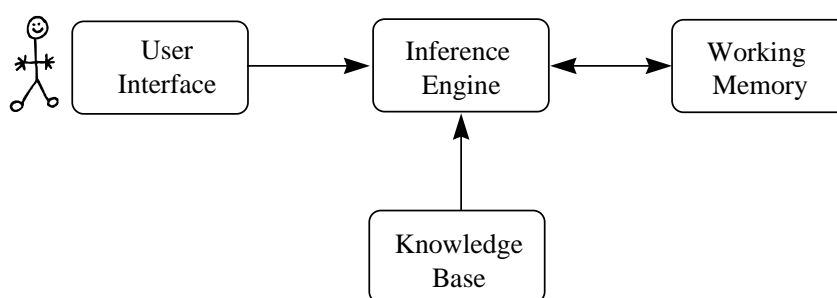 User
Interface
Inference
Engine
Working
Memory
Knowledge
Base